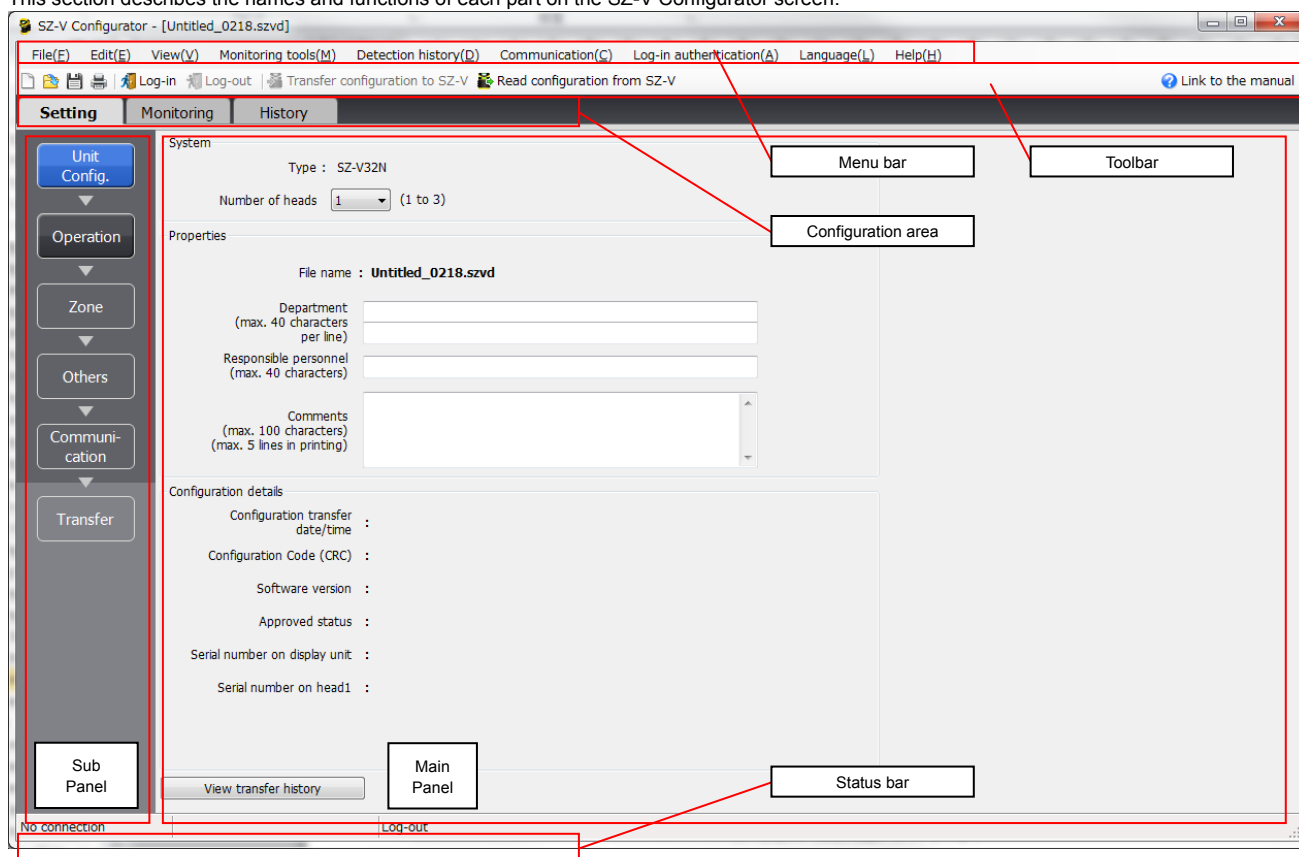 This section describes the names and functions of each part on the SZ-V Configurator screen.
SZ-V Configurator - [Untitled_0218.szvd]
File(F) Edit(E) View(V) Monitoring tools(M) Detection history(D) Communication(C) Log-in authentication(A) Language(L) Help(H)
Log-in Log-out Transfer configuration to SZ-V Read configuration from SZ-V Link to the manual
Setting Monitoring History
Unit
Config.
Operation
Zone
Others
Communi-
cation
Transfer
Sub
Panel
System
Type : SZ-V32N
Number of heads 1 (1 to 3)
Properties
File name : Untitled_0218.szvd
Department
(max. 40 characters
per line)
Responsible personnel
(max. 40 characters)
Comments
(max. 100 characters)
(max. 5 lines in printing)
Configuration details
Configuration transfer
date/time :
Configuration Code (CRC) :
Software version :
Approved status :
Serial number on display unit :
Serial number on head1 :
View transfer history
Main
Panel
Menu bar
Toolbar
Configuration area
Status bar
No connection Log-out